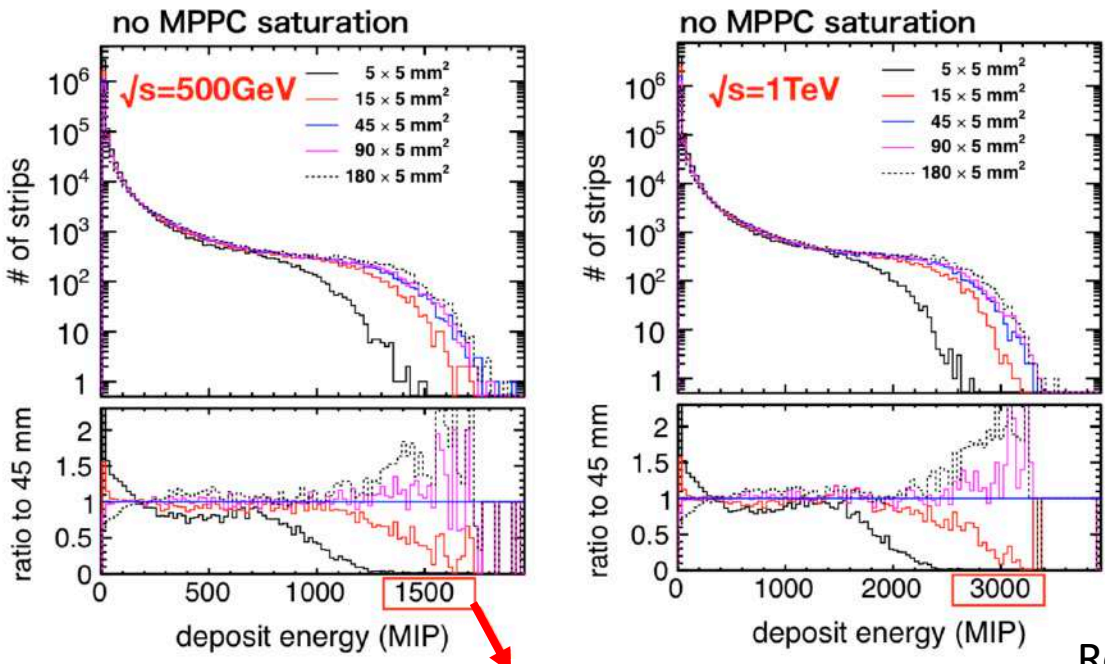 no MPPC saturation
√s=500GeV
5 × 5 mm²
15 × 5 mm²
45 × 5 mm²
90 × 5 mm²
180 × 5 mm²
# of strips
10⁶
10⁵
10⁴
10³
10²
10
1
ratio to 45 mm
2
1.5
1
0.5
0
0 500 1000 1500
deposit energy (MIP)
no MPPC saturation
√s=1TeV
5 × 5 mm²
15 × 5 mm²
45 × 5 mm²
90 × 5 mm²
180 × 5 mm²
# of strips
10⁶
10⁵
10⁴
10³
10²
10
1
ratio to 45 mm
2
1.5
1
0.5
0
0 1000 2000 3000
deposit energy (MIP)